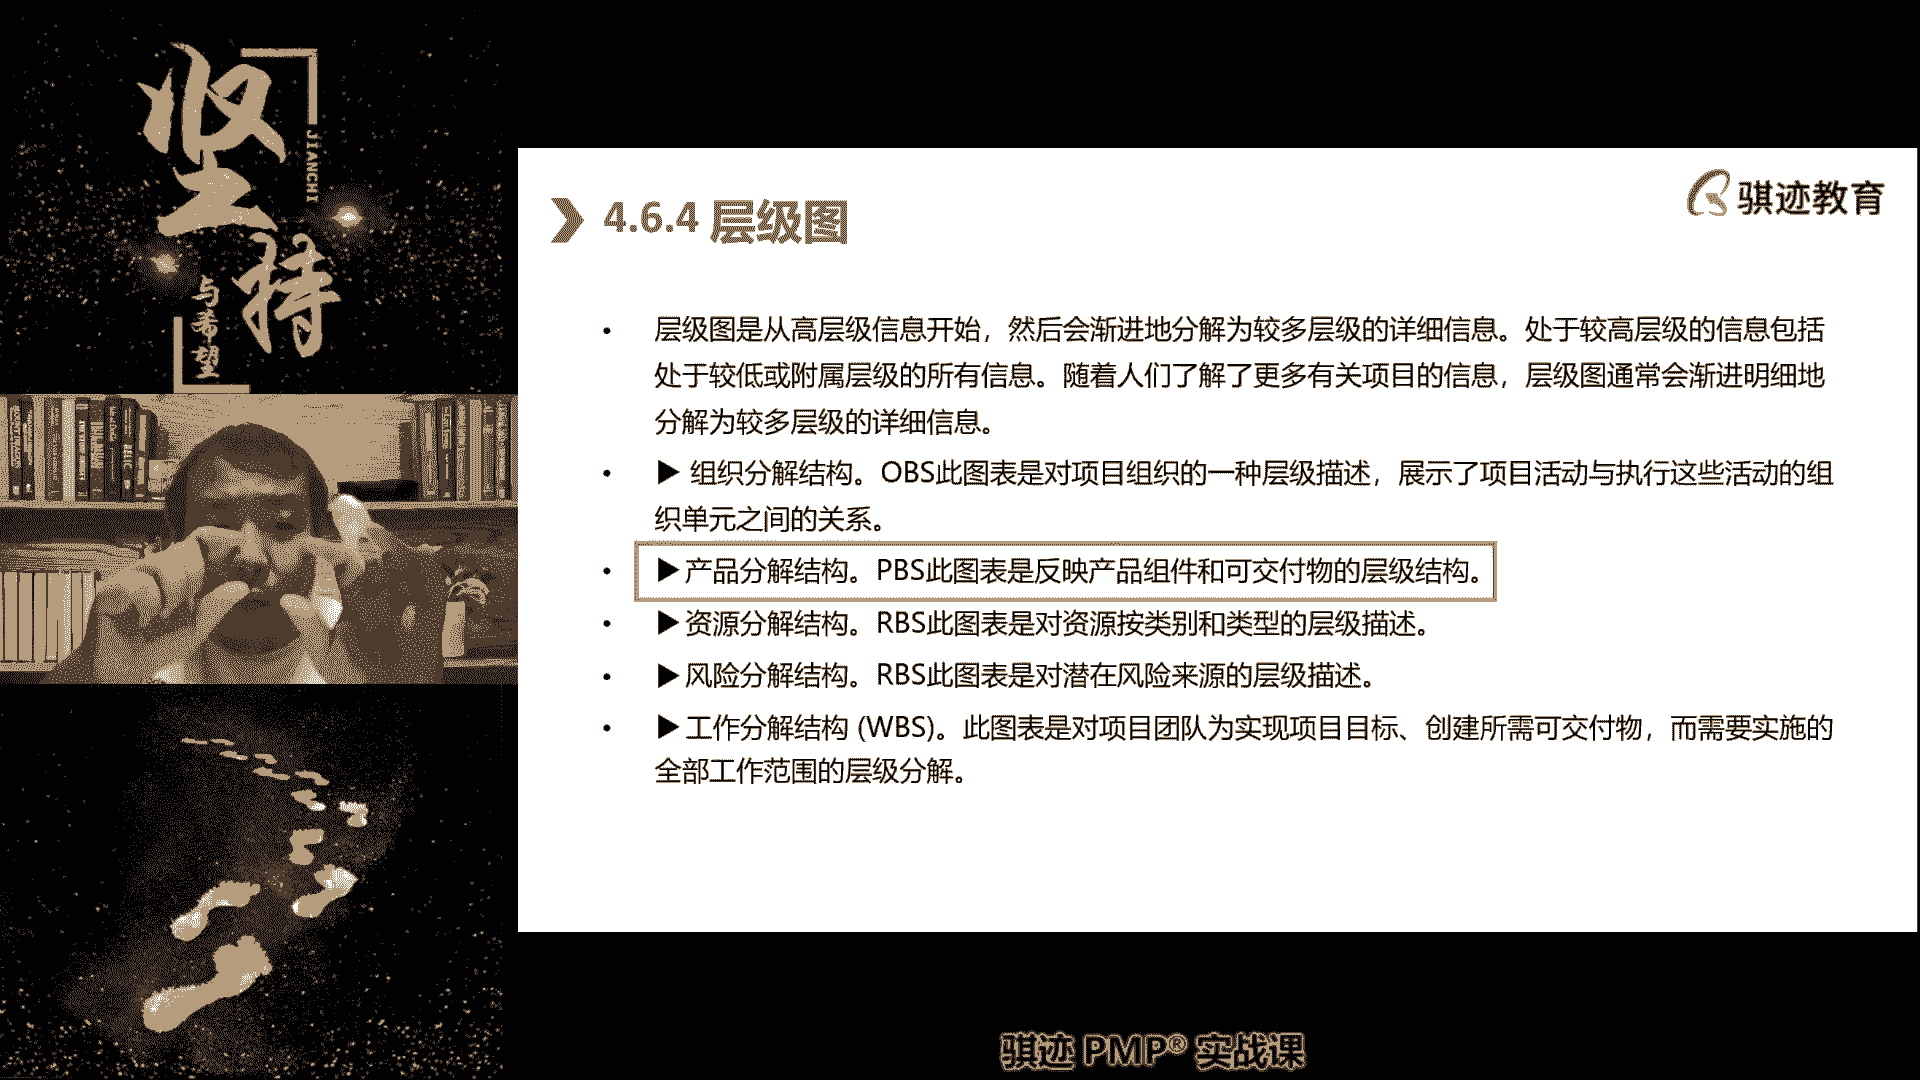 坚持
JIANCHI
与希望
骐迹教育
4.6.4 层级图
• 层级图是从高层级信息开始，然后会渐进地分解为较多层级的详细信息。处于较高层级的信息包括
处于较低或附属层级的所有信息。随着人们了解了更多有关项目的信息，层级图通常会渐进明细地
分解为较多层级的详细信息。
• ▶ 组织分解结构。OBS此图表是对项目组织的一种层级描述，展示了项目活动与执行这些活动的组
织单元之间的关系。
• ▶产品分解结构。PBS此图表是反映产品组件和可交付物的层级结构。
• ▶资源分解结构。RBS此图表是对资源按类别和类型的层级描述。
• ▶风险分解结构。RBS此图表是对潜在风险来源的层级描述。
• ▶工作分解结构 (WBS)。此图表是对项目团队为实现项目目标、创建所需可交付物，而需要实施的
全部工作范围的层级分解。
骐迹 PMP® 实战课